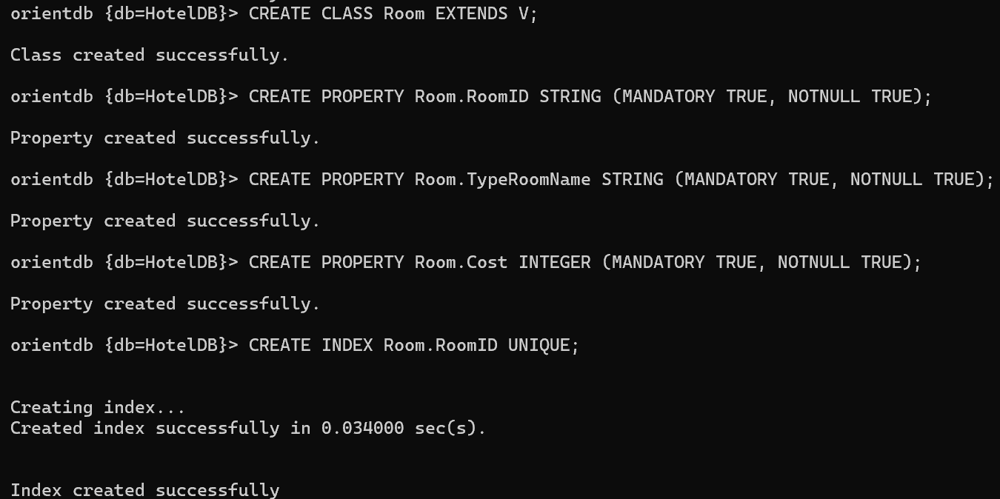 orientdb {db=HotelDB}> CREATE CLASS Room EXTENDS V;
Class created successfully.
orientdb {db=HotelDB}> CREATE PROPERTY Room.RoomID STRING (MANDATORY TRUE, NOTNULL TRUE);
Property created successfully.
orientdb {db=HotelDB}> CREATE PROPERTY Room.TypeRoomName STRING (MANDATORY TRUE, NOTNULL TRUE);
Property created successfully.
orientdb {db=HotelDB}> CREATE PROPERTY Room.Cost INTEGER (MANDATORY TRUE, NOTNULL TRUE);
Property created successfully.
orientdb {db=HotelDB}> CREATE INDEX Room.RoomID UNIQUE;
Creating index...
Created index successfully in 0.034000 sec(s).
Index created successfully